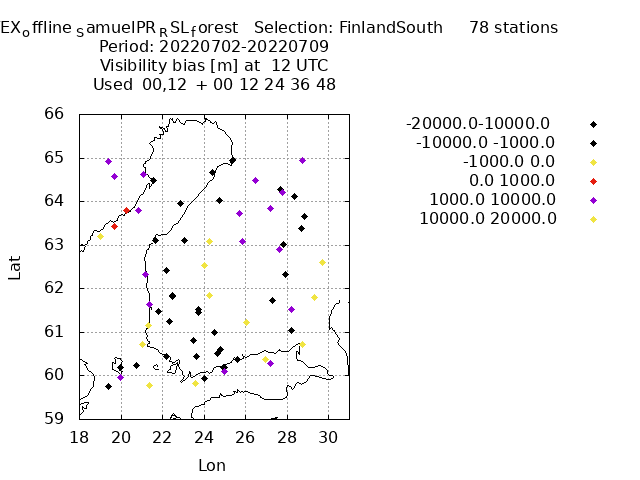 EXoffline SamuelPRRSLforest Selection: FinlandSouth 78 stations
Period: 20220702-20220709
Visibility bias [m] at 12 UTC
Used 00,12 + 00 12 24 36 48
-20000.0-10000.0
-10000.0 -1000.0
-1000.0 0.0
0.0 1000.0
1000.0 10000.0
10000.0 20000.0
66
65
64
63
62
61
60
59
Lat
18 20 22 24 26 28 30
Lon